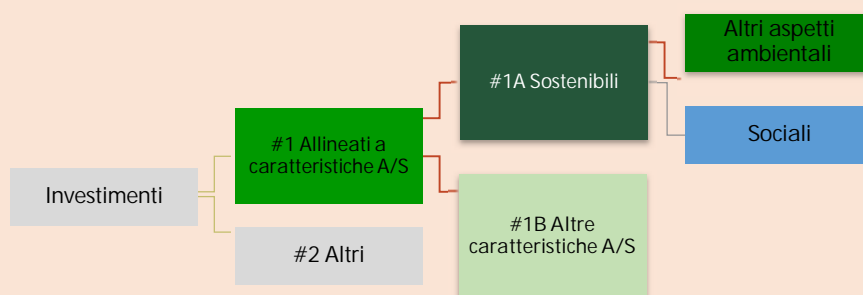 Investimenti
#1 Allineati a
caratteristiche A/S
#2 Altri
#1A Sostenibili
#1B Altre
caratteristiche A/S
Altri aspetti
ambientali
Sociali